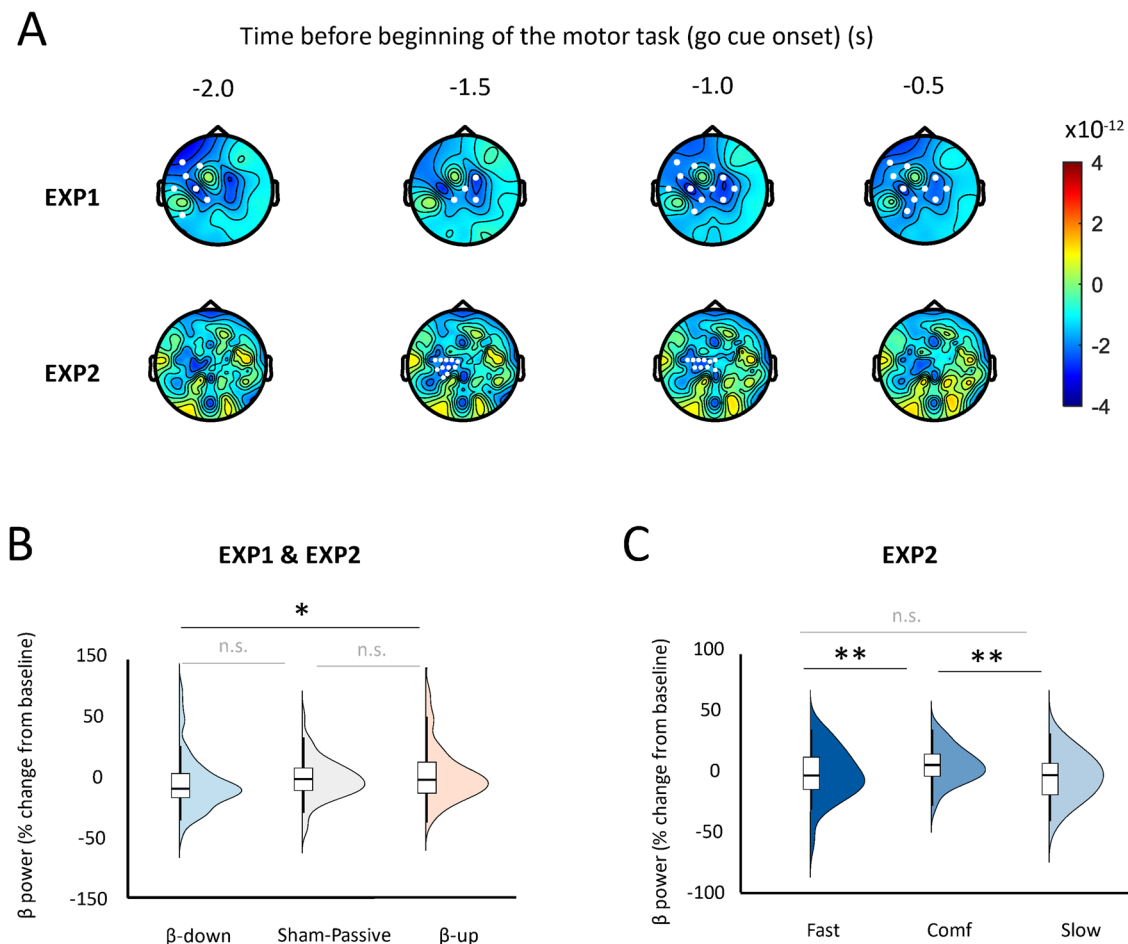 A
Time before beginning of the motor task (go cue onset) (s)
-2.0
-1.5
-1.0
-0.5
x10-12
EXP1
4
2
0
-2
-4
EXP2
B
EXP1 & EXP2
*
n.s.
n.s.
β power (% change from baseline)
150
50
0
-50
-150
β-down
Sham-Passive
β-up
C
EXP2
n.s.
**
**
β power (% change from baseline)
100
50
0
-50
-100
Fast
Comf
Slow